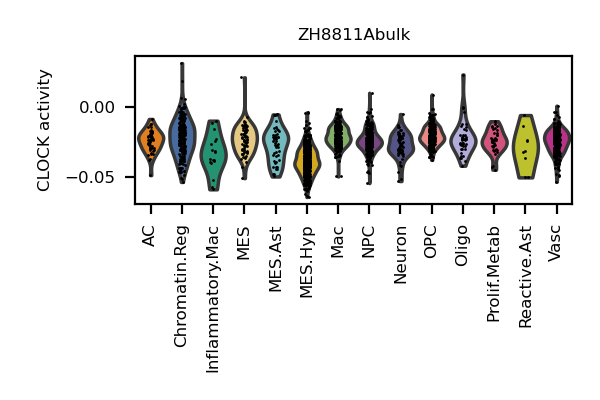 ZH8811Abulk
CLOCK activity
0.00
−0.05
AC
Chromatin.Reg
Inflammatory.Mac
MES
MES.Ast
MES.Hyp
Mac
NPC
Neuron
OPC
Oligo
Prolif.Metab
Reactive.Ast
Vasc